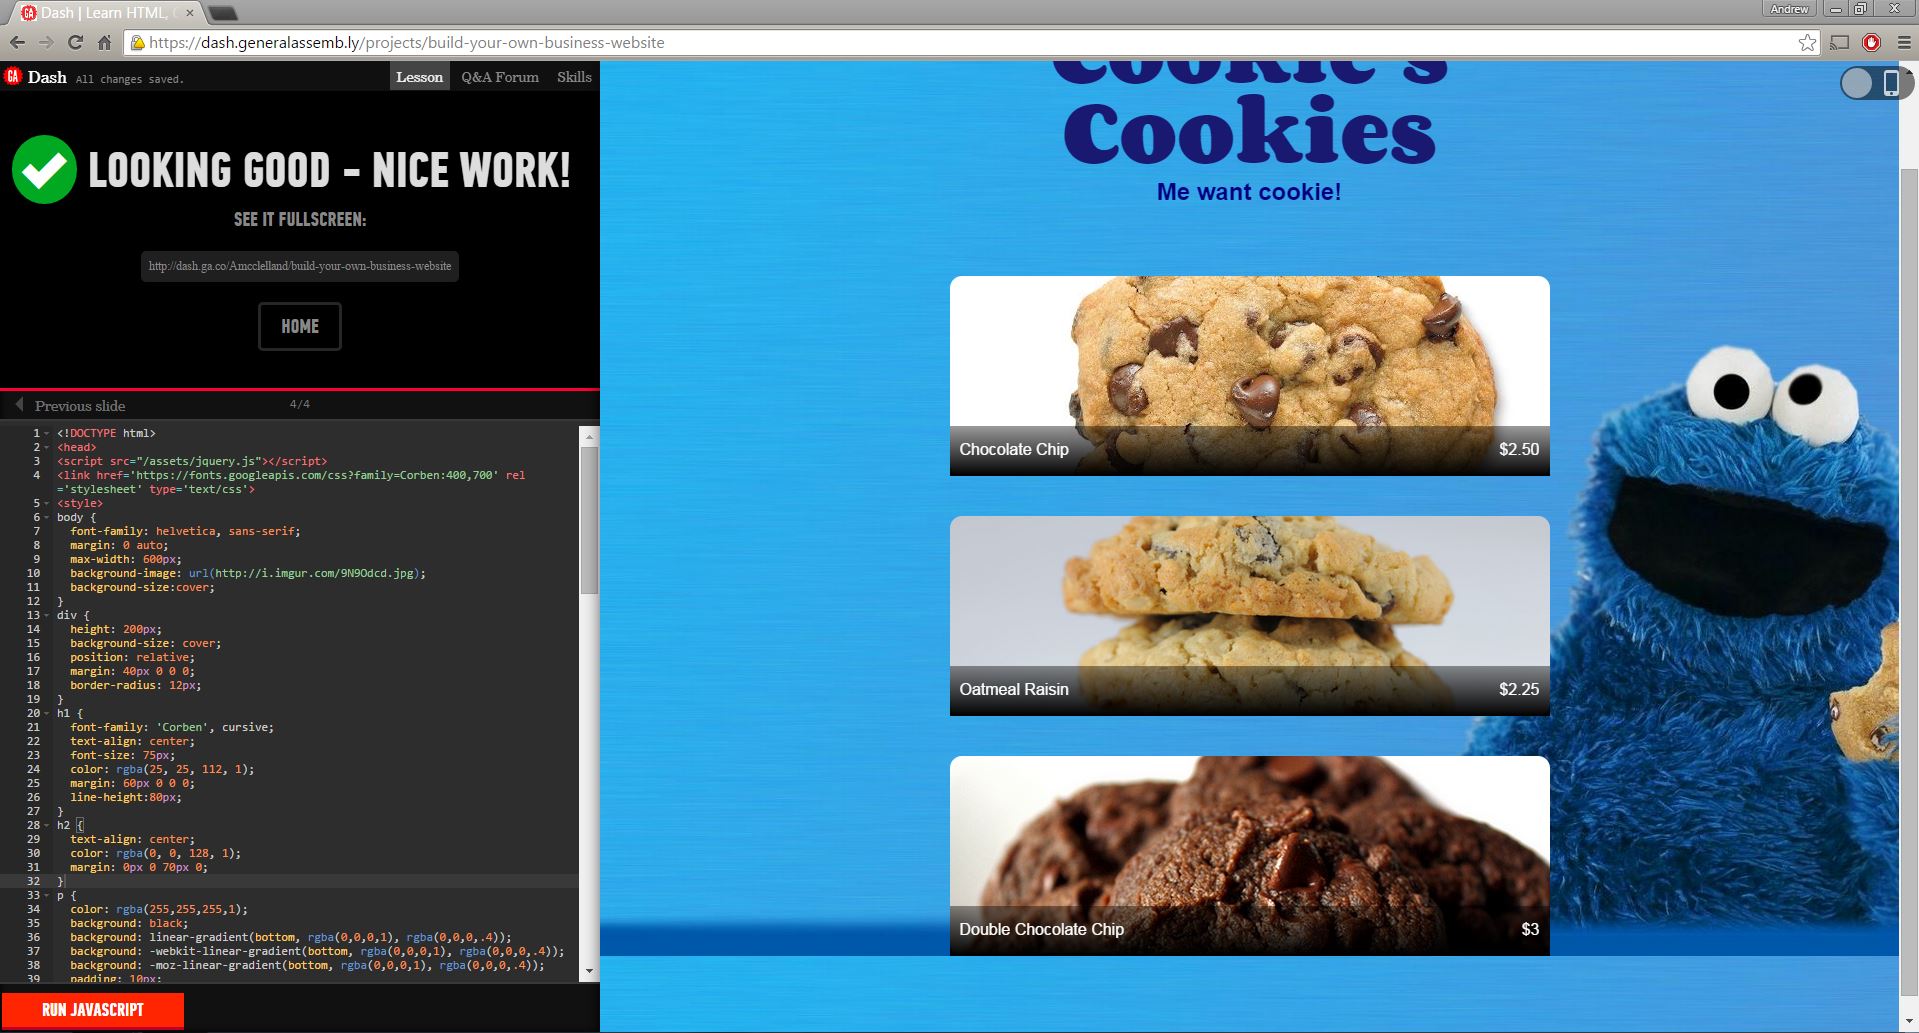 Dash | Learn HTML, C
Andrew
https://dash.generalassemb.ly/projects/build-your-own-business-website
GA Dash All changes saved.
Lesson Q&A Forum Skills
LOOKING GOOD - NICE WORK!
SEE IT FULLSCREEN:
http://dash.ga.co/Amcclelland/build-your-own-business-website
HOME
Previous slide 4/4
1 <!DOCTYPE html>
2 <head>
3 <script src="/assets/jquery.js"></script>
4 <link href='https://fonts.googleapis.com/css?family=Corben:400,700' rel
='stylesheet' type='text/css'>
5 <style>
6 body {
7 font-family: helvetica, sans-serif;
8 margin: 0 auto;
9 max-width: 600px;
10 background-image: url(http://i.imgur.com/9N9Odcd.jpg);
11 background-size:cover;
12 }
13 div {
14 height: 200px;
15 background-size: cover;
16 position: relative;
17 margin: 40px 0 0 0;
18 border-radius: 12px;
19 }
20 h1 {
21 font-family: 'Corben', cursive;
22 text-align: center;
23 font-size: 75px;
24 color: rgba(25, 25, 112, 1);
25 margin: 60px 0 0 0;
26 line-height:80px;
27 }
28 h2 {
29 text-align: center;
30 color: rgba(0, 0, 128, 1);
31 margin: 0px 0 70px 0;
32 }
33 p {
34 color: rgba(255,255,255,1);
35 background: black;
36 background: linear-gradient(bottom, rgba(0,0,0,1), rgba(0,0,0,.4));
37 background: -webkit-linear-gradient(bottom, rgba(0,0,0,1), rgba(0,0,0,.4));
38 background: -moz-linear-gradient(bottom, rgba(0,0,0,1), rgba(0,0,0,.4));
39 padding: 10px;
RUN JAVASCRIPT
Cookie's
Cookies
Me want cookie!
Chocolate Chip $2.50
Oatmeal Raisin $2.25
Double Chocolate Chip $3